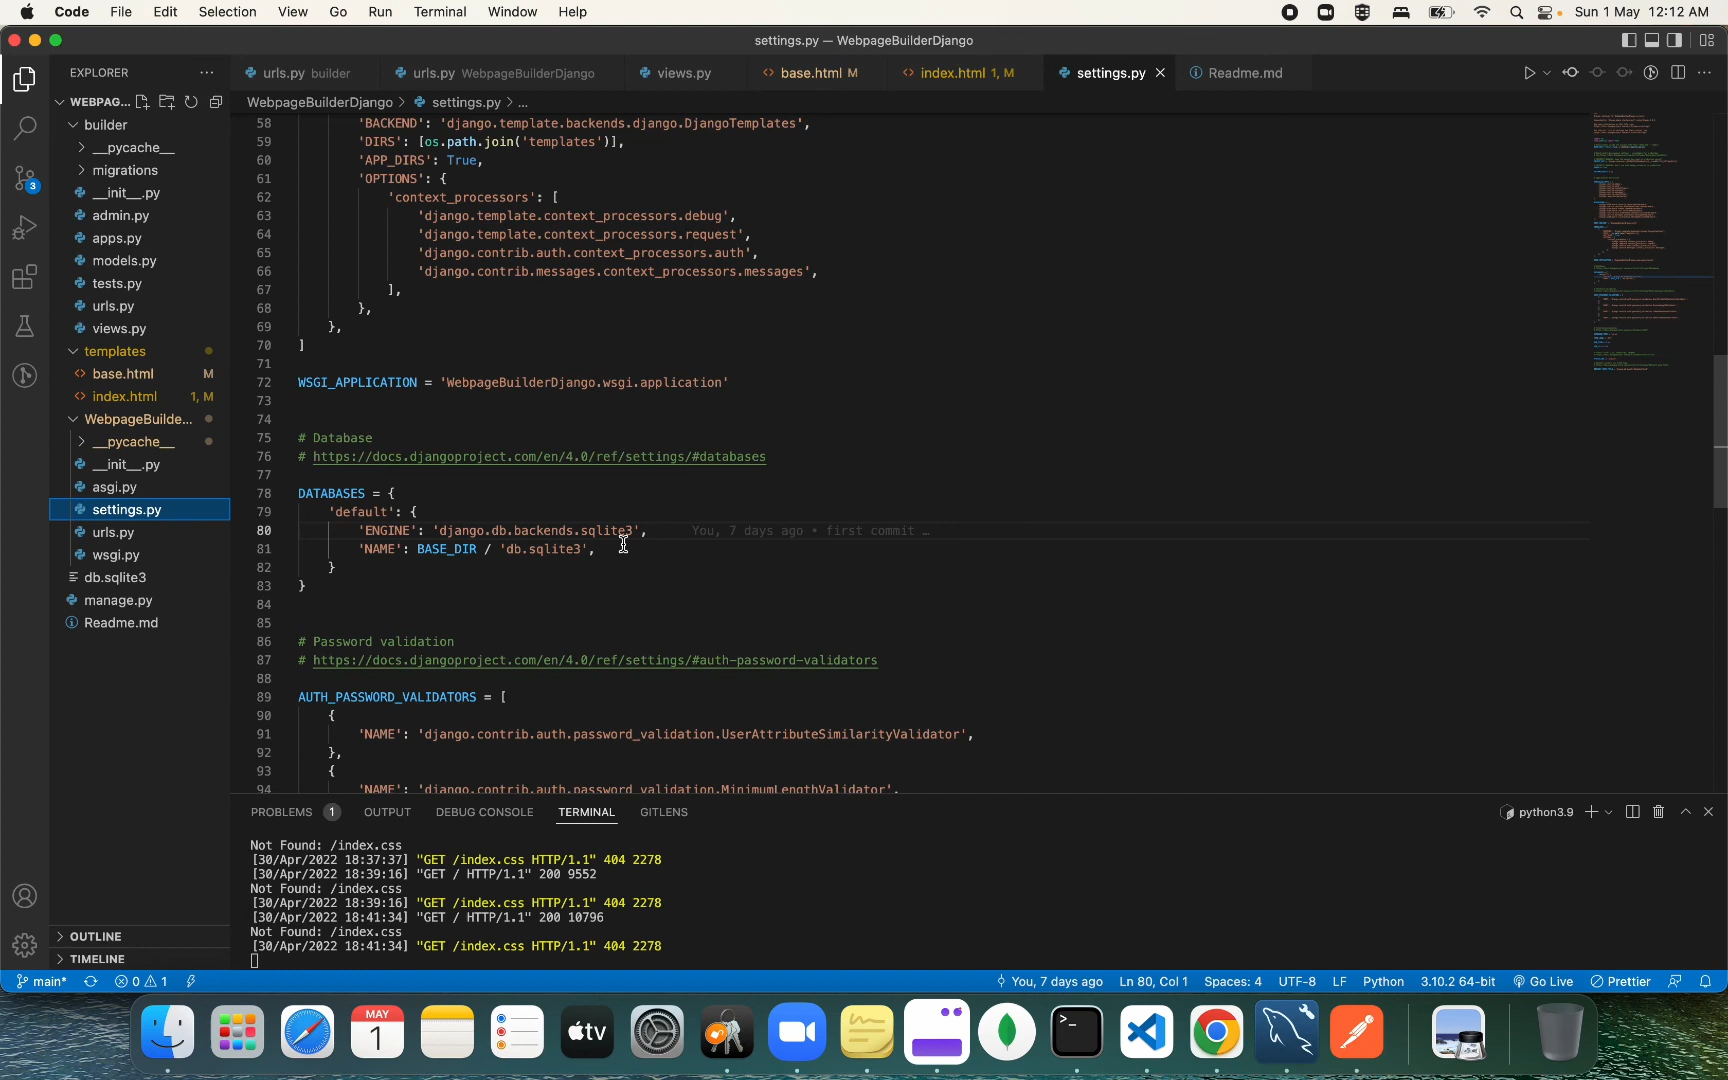 Code File Edit Selection View Go Run Terminal Window Help Sun 1 May 12:12 AM
settings.py — WebpageBuilderDjango
EXPLORER
urls.py builder urls.py WebpageBuilderDjango views.py base.html M index.html 1, M settings.py Readme.md
WEBPAG...
WebpageBuilderDjango > settings.py > ...
builder
__pycache__
migrations
__init__.py
admin.py
apps.py
models.py
tests.py
urls.py
views.py
templates
base.html M
index.html 1, M
WebpageBuilde...
__pycache__
__init__.py
asgi.py
settings.py
urls.py
wsgi.py
db.sqlite3
manage.py
Readme.md
OUTLINE
TIMELINE
3
58 'BACKEND': 'django.template.backends.django.DjangoTemplates',
59 'DIRS': [os.path.join('templates')],
60 'APP_DIRS': True,
61 'OPTIONS': {
62 'context_processors': [
63 'django.template.context_processors.debug',
64 'django.template.context_processors.request',
65 'django.contrib.auth.context_processors.auth',
66 'django.contrib.messages.context_processors.messages',
67 ],
68 },
69 },
70 ]
71
72 WSGI_APPLICATION = 'WebpageBuilderDjango.wsgi.application'
73
74
75 # Database
76 # https://docs.djangoproject.com/en/4.0/ref/settings/#databases
77
78 DATABASES = {
79 'default': {
80 'ENGINE': 'django.db.backends.sqlite3', You, 7 days ago • first commit …
81 'NAME': BASE_DIR / 'db.sqlite3',
82 }
83 }
84
85
86 # Password validation
87 # https://docs.djangoproject.com/en/4.0/ref/settings/#auth-password-validators
88
89 AUTH_PASSWORD_VALIDATORS = [
90 {
91 'NAME': 'django.contrib.auth.password_validation.UserAttributeSimilarityValidator',
92 },
93 {
94 'NAME': 'django.contrib.auth.password_validation.MinimumLengthValidator',
PROBLEMS 1 OUTPUT DEBUG CONSOLE TERMINAL GITLENS python3.9
Not Found: /index.css
[30/Apr/2022 18:37:37] "GET /index.css HTTP/1.1" 404 2278
[30/Apr/2022 18:39:16] "GET / HTTP/1.1" 200 9552
Not Found: /index.css
[30/Apr/2022 18:39:16] "GET /index.css HTTP/1.1" 404 2278
[30/Apr/2022 18:41:34] "GET / HTTP/1.1" 200 10796
Not Found: /index.css
[30/Apr/2022 18:41:34] "GET /index.css HTTP/1.1" 404 2278
main* 0 1 You, 7 days ago Ln 80, Col 1 Spaces: 4 UTF-8 LF Python 3.10.2 64-bit Go Live Prettier
MAY
1
tv
>_